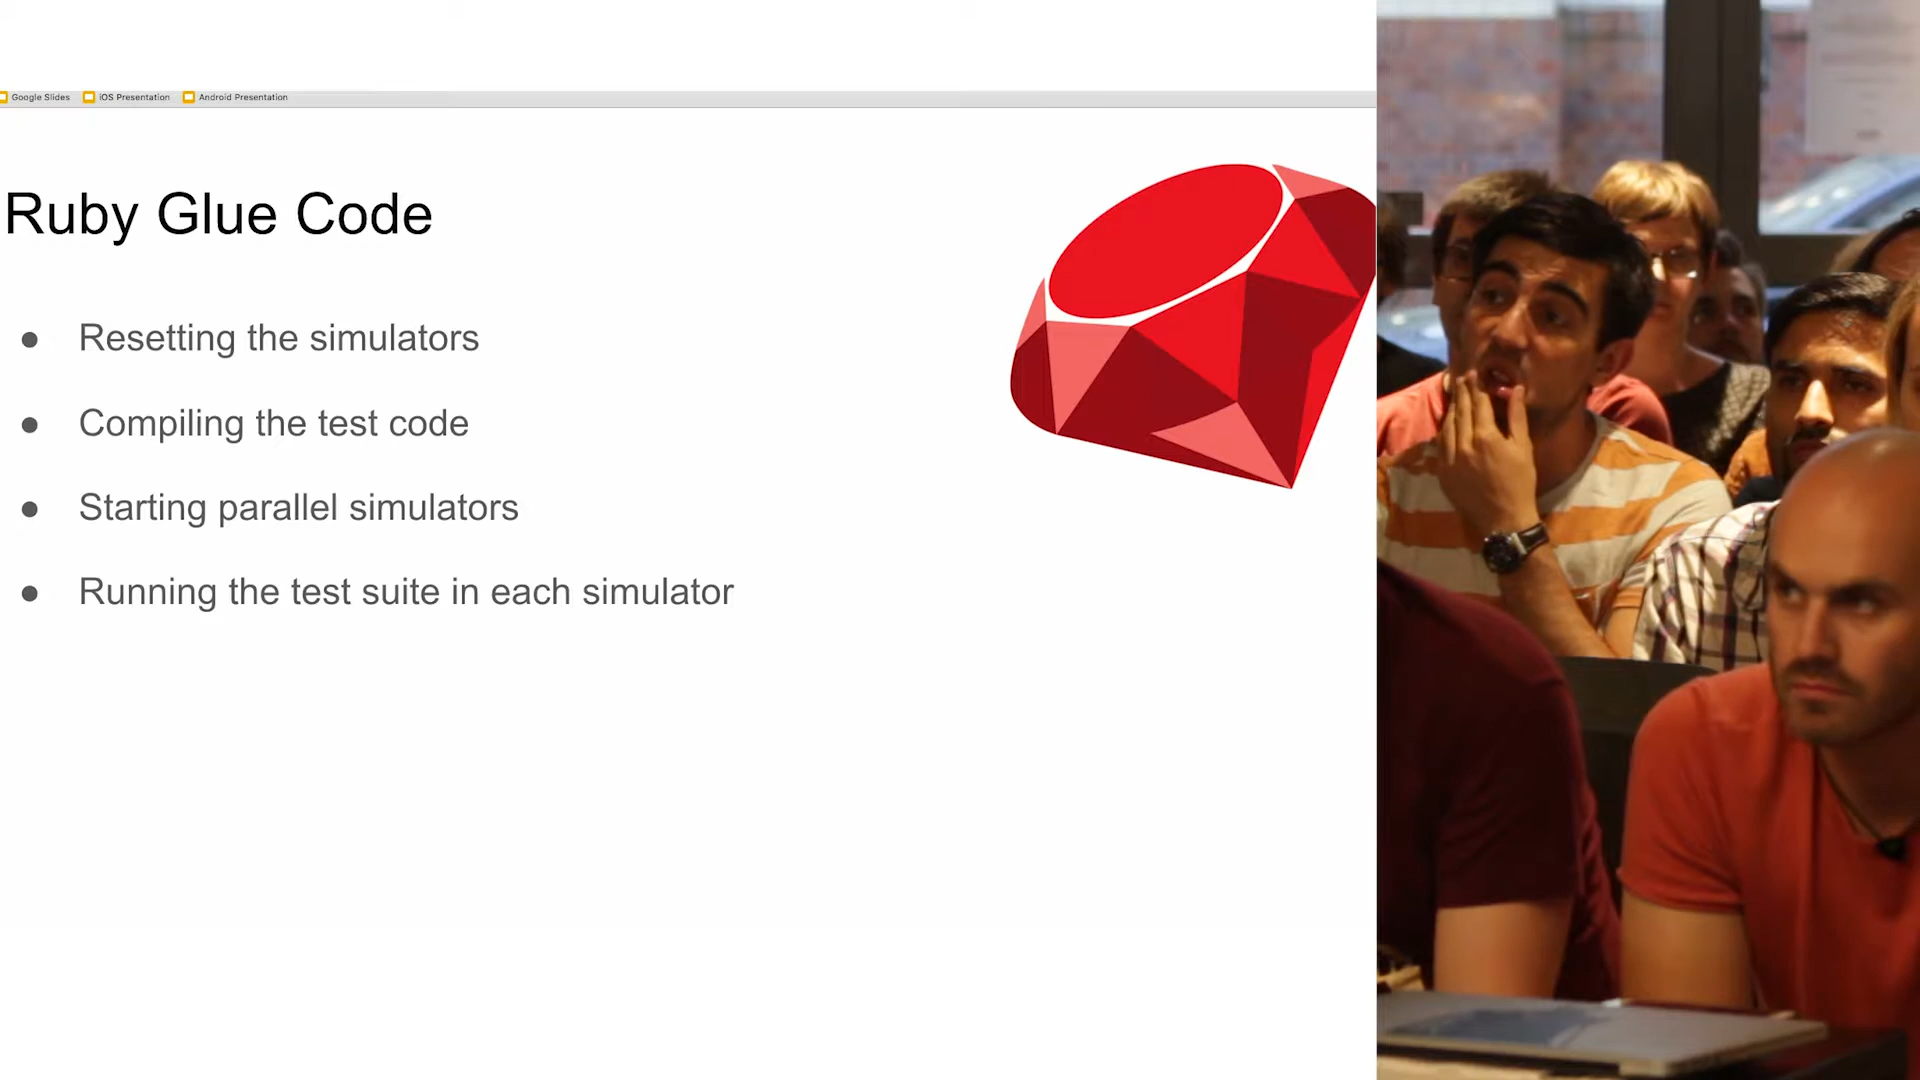 Google Slides iOS Presentation Android Presentation
Ruby Glue Code
● Resetting the simulators
● Compiling the test code
● Starting parallel simulators
● Running the test suite in each simulator